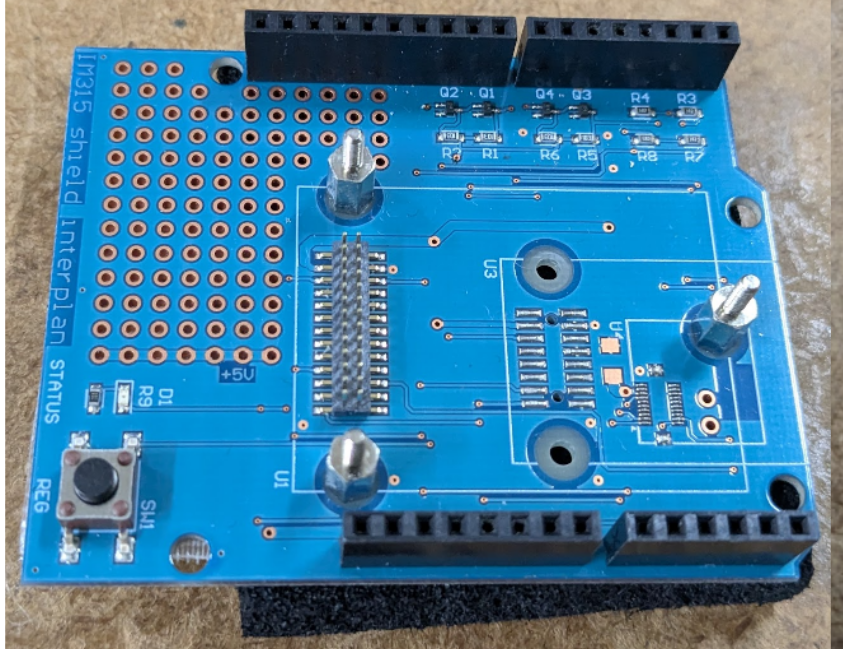 IM315 shield interplan
Q2 Q1 Q4 Q3 R4 R3
R2 R1 R6 R5 R8 R7
U3
U1
+5V
STATUS
R9
D1
REG
SW1